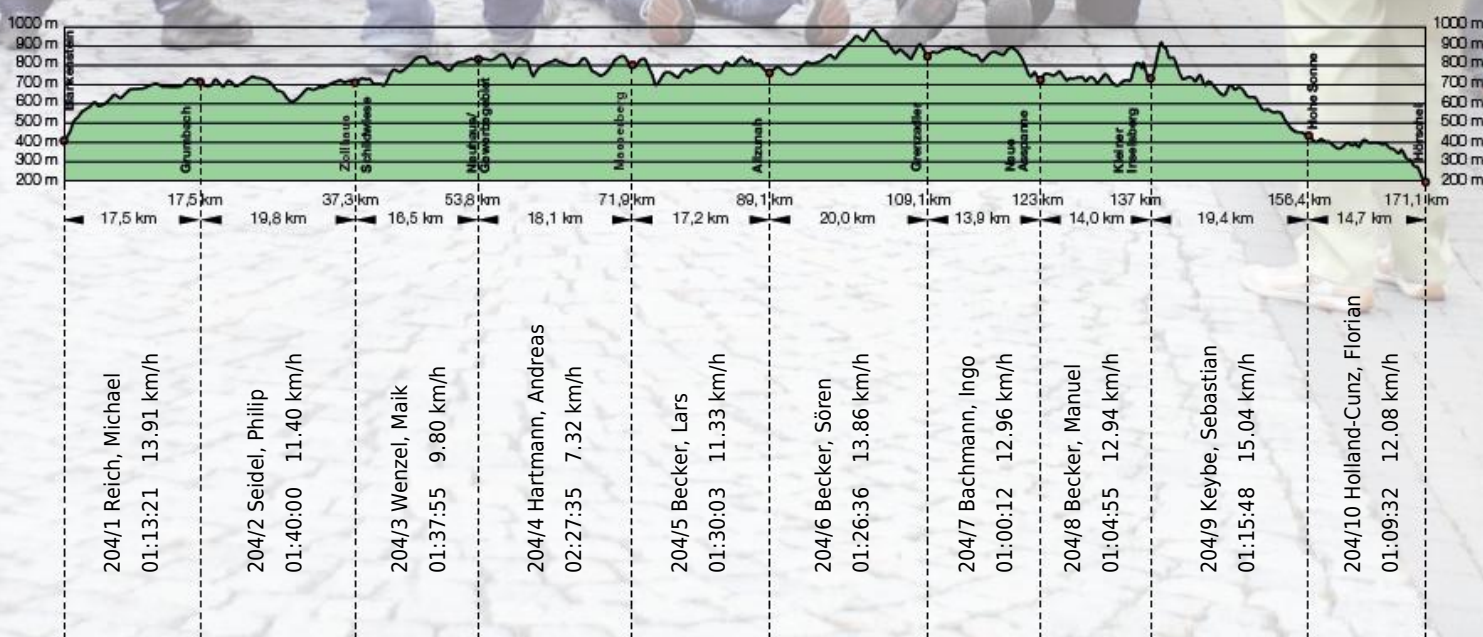 1000 m
900 m
800 m
700 m
600 m
500 m
400 m
300 m
200 m
1000 m
900 m
800 m
700 m
600 m
500 m
400 m
300 m
200 m
Blankenstein
Grumbach
Zollhaus
Schildwiese
Neuhaus/
Gewerbegebiet
Masserberg
Allzunah
Grenzadler
Neue
Ausspanne
Kleiner
Inselsberg
Hohe Sonne
Hörschel
17,5 km
37,3 km
53,8 km
71,9 km
89,1 km
109,1 km
123 km
137 km
156,4 km
171,1 km
17,5 km
19,8 km
16,5 km
18,1 km
17,2 km
20,0 km
13,9 km
14,0 km
19,4 km
14,7 km
204/1 Reich, Michael
01:13:21 13.91 km/h
204/2 Seidel, Philip
01:40:00 11.40 km/h
204/3 Wenzel, Maik
01:37:55 9.80 km/h
204/4 Hartmann, Andreas
02:27:35 7.32 km/h
204/5 Becker, Lars
01:30:03 11.33 km/h
204/6 Becker, Sören
01:26:36 13.86 km/h
204/7 Bachmann, Ingo
01:00:12 12.96 km/h
204/8 Becker, Manuel
01:04:55 12.94 km/h
204/9 Keybe, Sebastian
01:15:48 15.04 km/h
204/10 Holland-Cunz, Florian
01:09:32 12.08 km/h